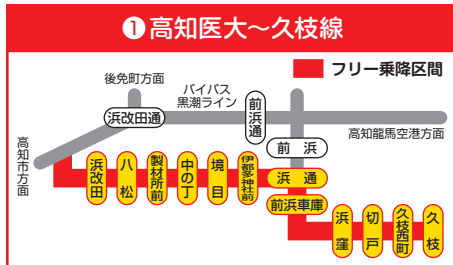 ❶高知医大〜久枝線
フリー乗降区間
後免町方面
バイパス
黒潮ライン
前浜通
浜改田通
高知龍馬空港方面
高知市方面
前浜
浜改田
八松
製材所前
中の丁
境目
伊都多神社前
浜通
前浜車庫
浜窪
切戸
久枝西町
久枝